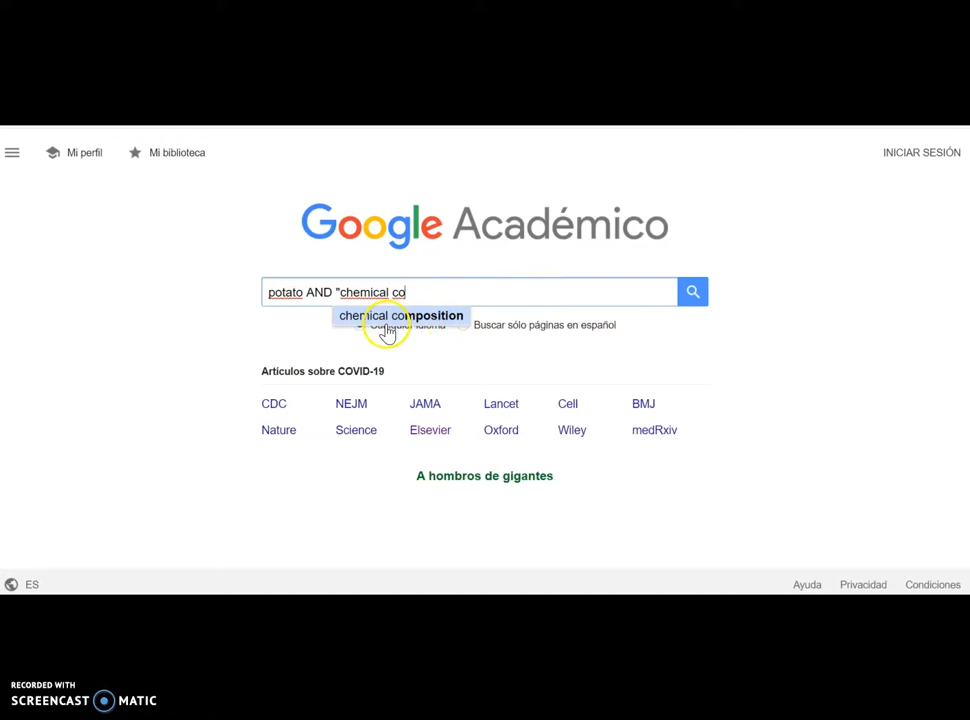 Mi perfil
Mi biblioteca
INICIAR SESIÓN
Google Académico
potato AND "chemical co
chemical composition
Cualquier idioma
Buscar sólo páginas en español
Artículos sobre COVID-19
CDC NEJM JAMA Lancet Cell BMJ
Nature Science Elsevier Oxford Wiley medRxiv
A hombros de gigantes
ES
Ayuda Privacidad Condiciones
RECORDED WITH
SCREENCAST MATIC